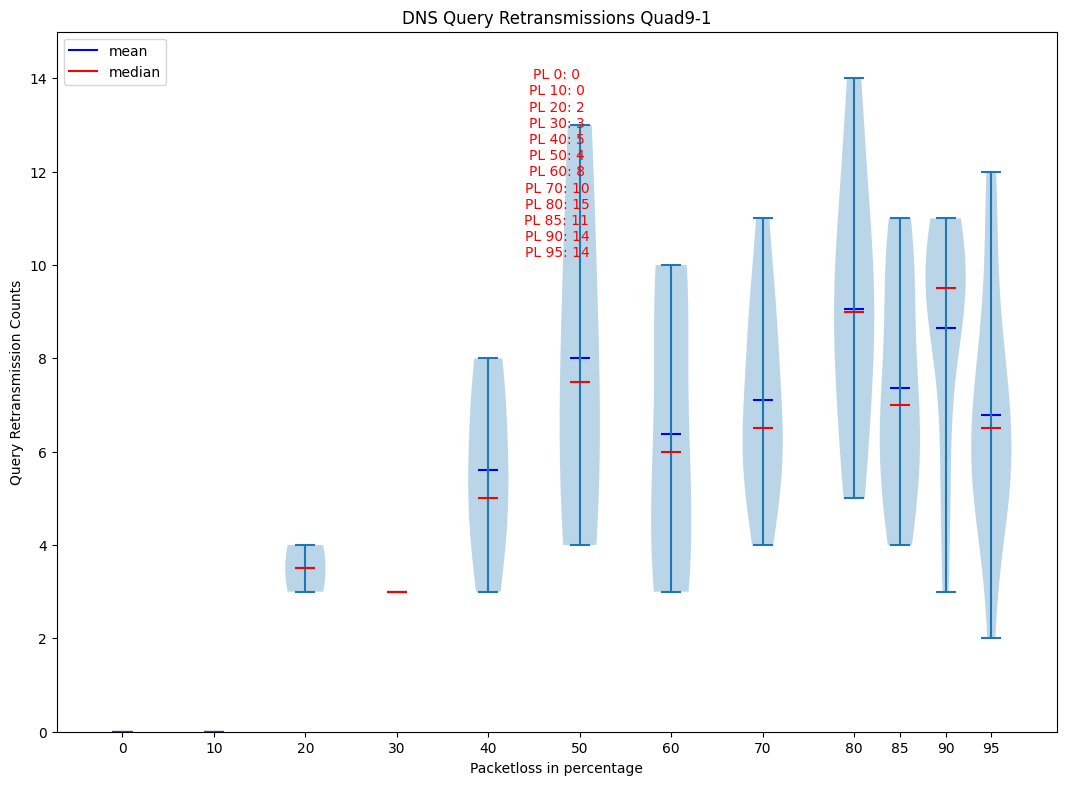 DNS Query Retransmissions Quad9-1
mean
median
PL 0: 0
PL 10: 0
PL 20: 2
PL 30: 3
PL 40: 5
PL 50: 4
PL 60: 8
PL 70: 10
PL 80: 15
PL 85: 11
PL 90: 14
PL 95: 14
Query Retransmission Counts
14
12
10
8
6
4
2
0
0 10 20 30 40 50 60 70 80 85 90 95
Packetloss in percentage